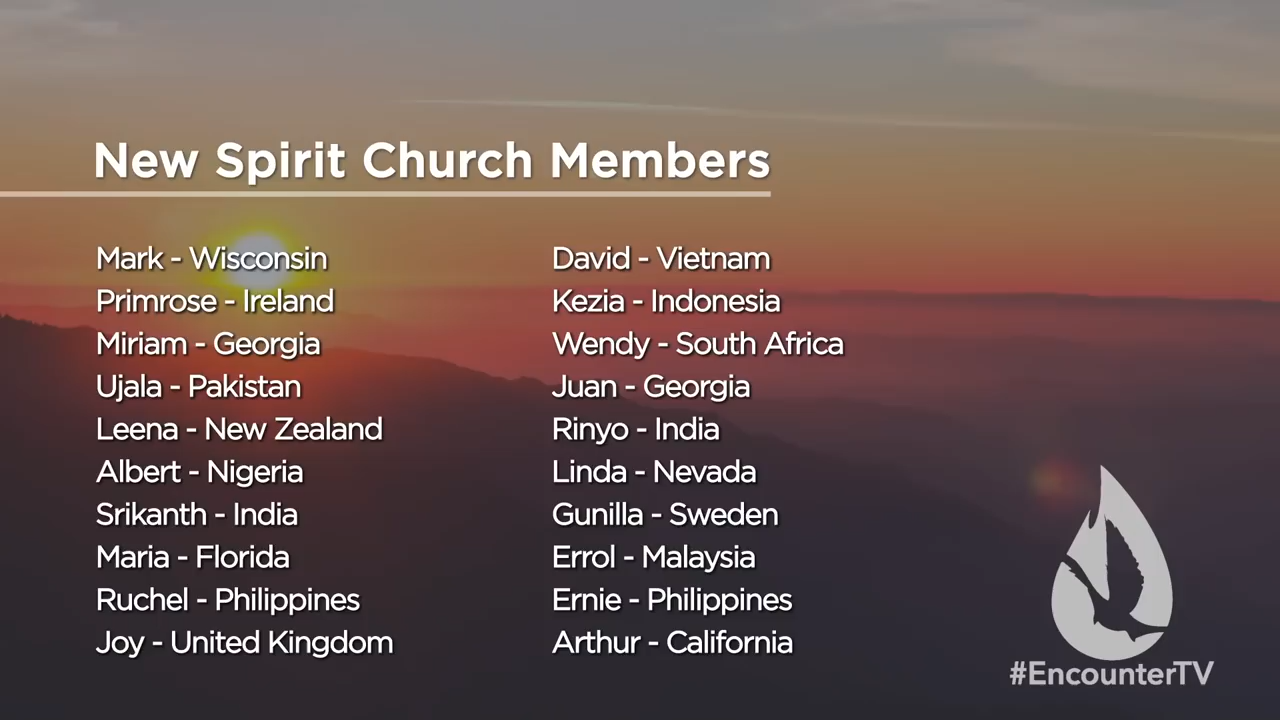 New Spirit Church Members
Mark - Wisconsin
Primrose - Ireland
Miriam - Georgia
Ujala - Pakistan
Leena - New Zealand
Albert - Nigeria
Srikanth - India
Maria - Florida
Ruchel - Philippines
Joy - United Kingdom
David - Vietnam
Kezia - Indonesia
Wendy - South Africa
Juan - Georgia
Rinyo - India
Linda - Nevada
Gunilla - Sweden
Errol - Malaysia
Ernie - Philippines
Arthur - California
#EncounterTV